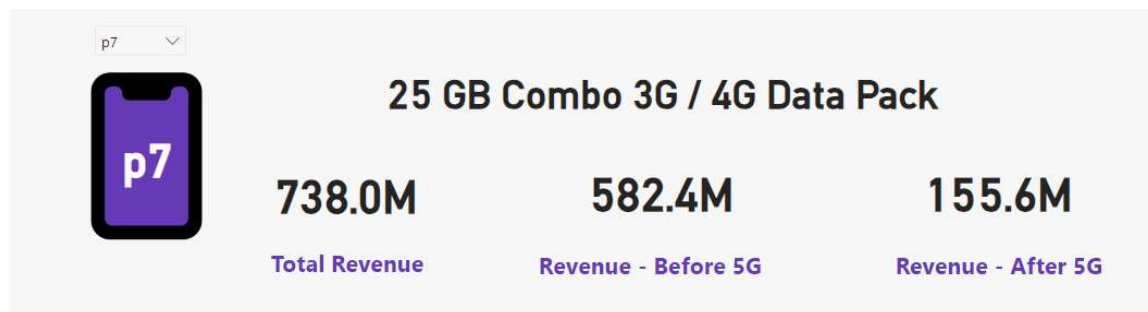 p7
p7
25 GB Combo 3G / 4G Data Pack
738.0M
582.4M
155.6M
Total Revenue
Revenue - Before 5G
Revenue - After 5G